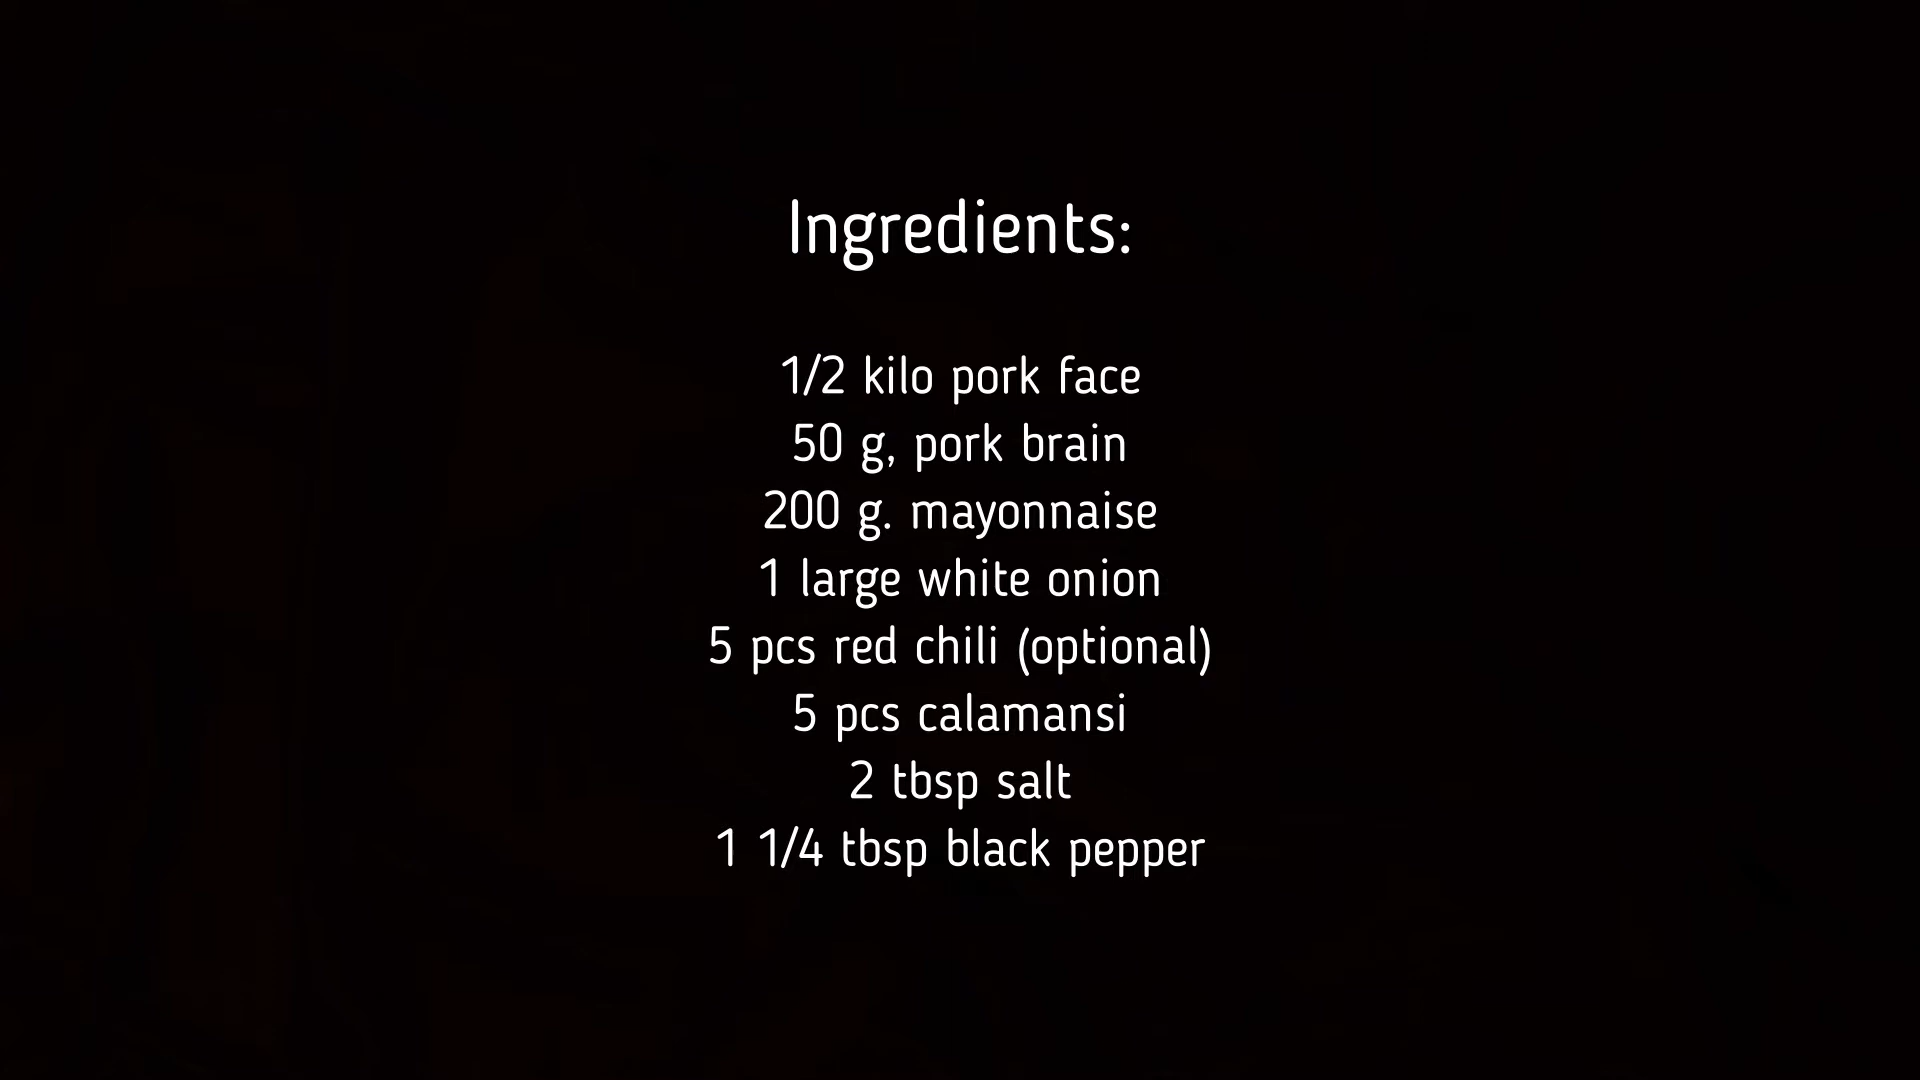 Ingredients:
1/2 kilo pork face
50 g, pork brain
200 g. mayonnaise
1 large white onion
5 pcs red chili (optional)
5 pcs calamansi
2 tbsp salt
1 1/4 tbsp black pepper